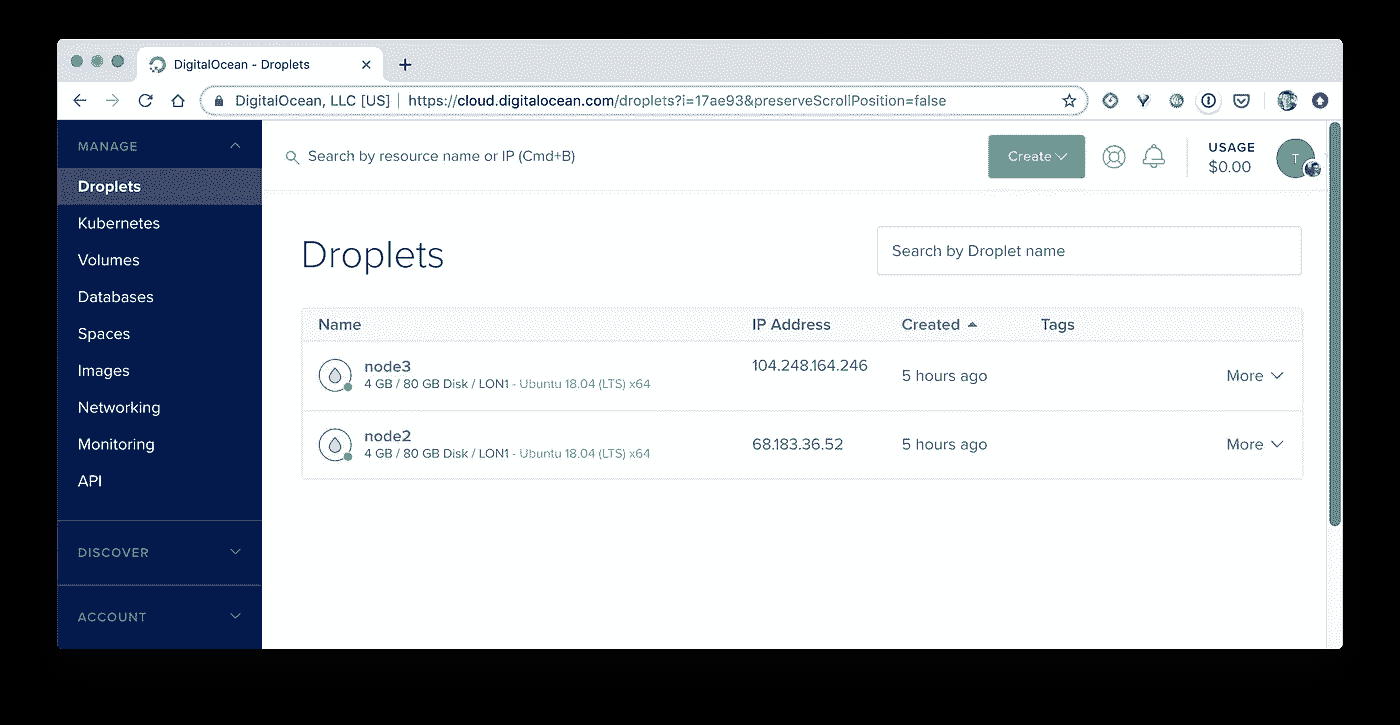 DigitalOcean - Droplets
DigitalOcean, LLC [US] https://cloud.digitalocean.com/droplets?i=17ae93&preserveScrollPosition=false
MANAGE
Droplets
Kubernetes
Volumes
Databases
Spaces
Images
Networking
Monitoring
API
DISCOVER
ACCOUNT
Search by resource name or IP (Cmd+B)
Create
USAGE
$0.00
T
Droplets
Search by Droplet name
Name IP Address Created Tags
node3
4 GB / 80 GB Disk / LON1 - Ubuntu 18.04 (LTS) x64
104.248.164.246 5 hours ago More
node2
4 GB / 80 GB Disk / LON1 - Ubuntu 18.04 (LTS) x64
68.183.36.52 5 hours ago More